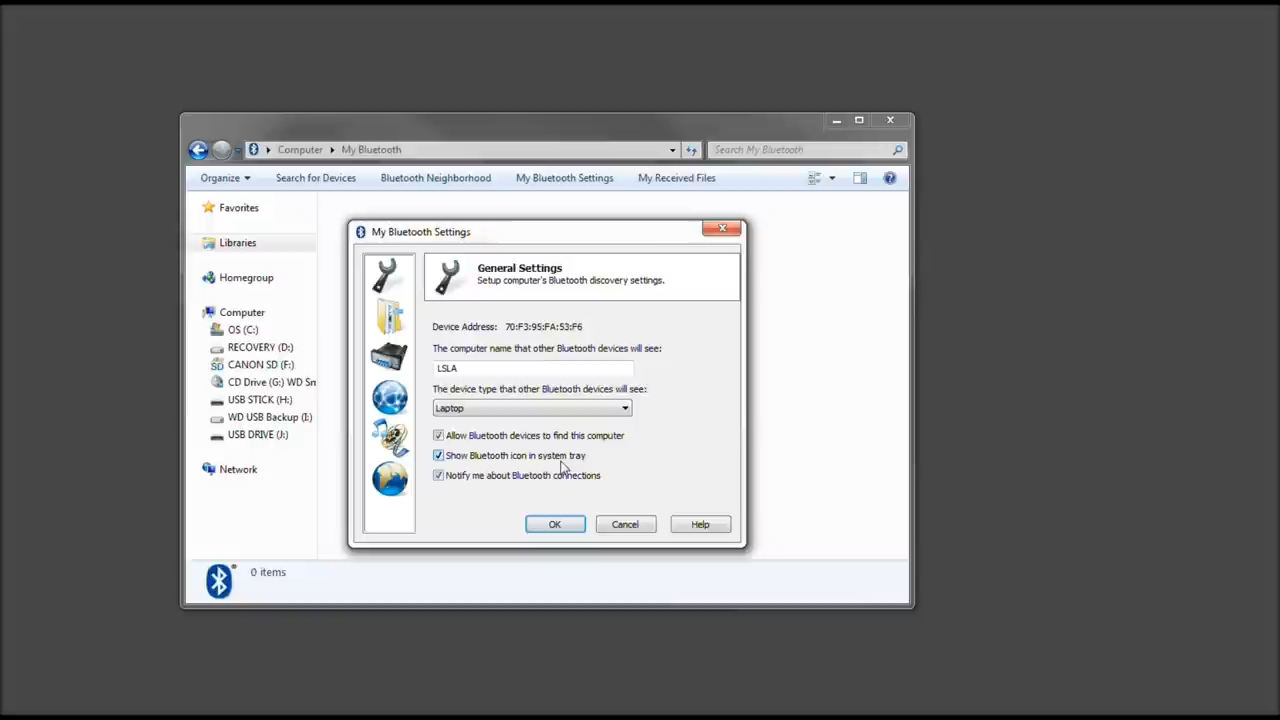 Computer My Bluetooth
Search My Bluetooth
Organize Search for Devices Bluetooth Neighborhood My Bluetooth Settings My Received Files
Favorites
Libraries
Homegroup
Computer
OS (C:)
RECOVERY (D:)
CANON SD (F:)
CD Drive (G:) WD Sm
USB STICK (H:)
WD USB Backup (I:)
USB DRIVE (J:)
Network
My Bluetooth Settings
General Settings
Setup computer's Bluetooth discovery settings.
Device Address: 70:F3:95:FA:53:F6
The computer name that other Bluetooth devices will see:
LSLA
The device type that other Bluetooth devices will see:
Laptop
Allow Bluetooth devices to find this computer
Show Bluetooth icon in system tray
Notify me about Bluetooth connections
OK Cancel Help
0 items